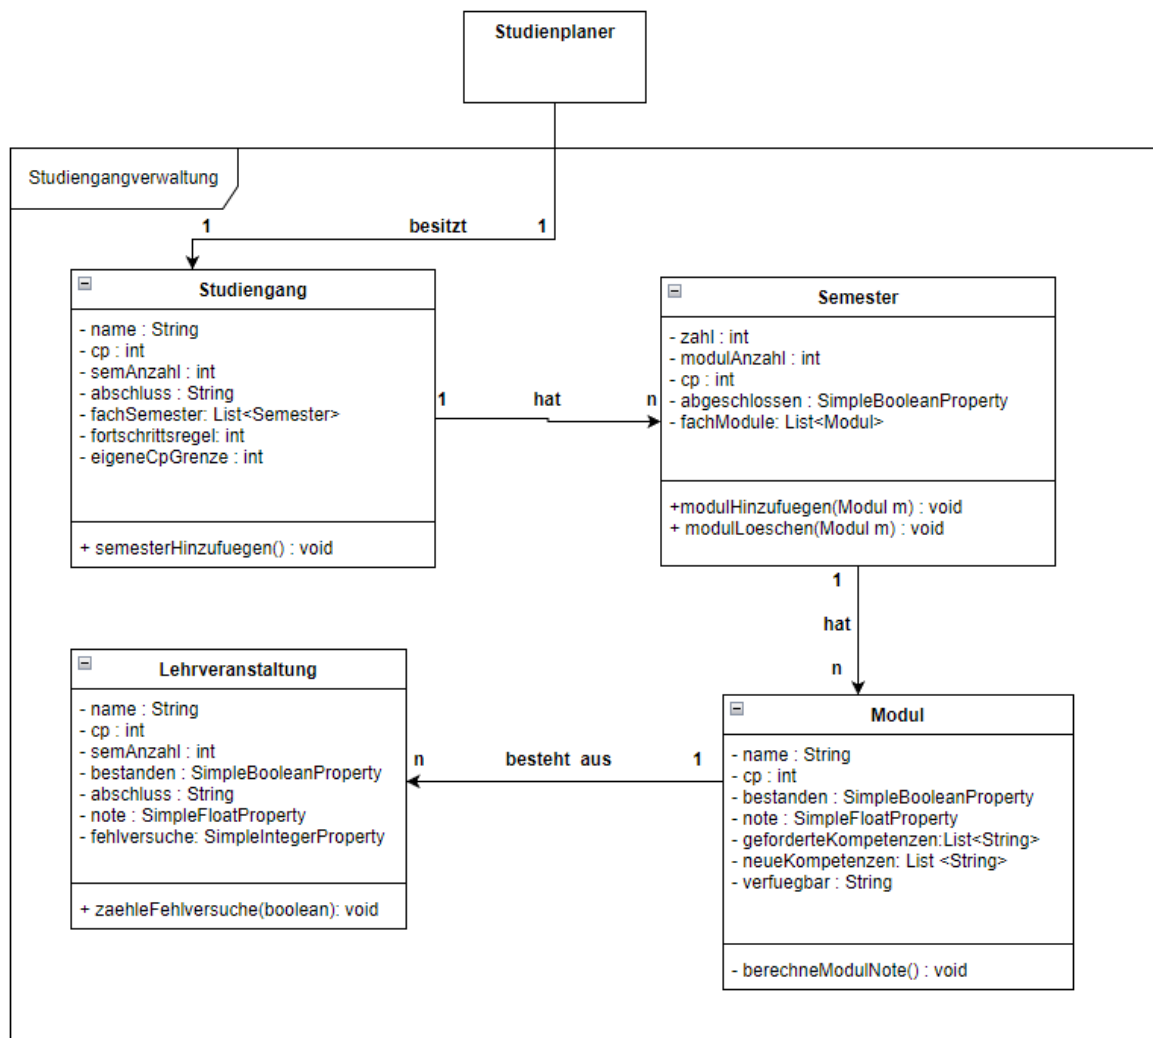 Studienplaner
Studiengangverwaltung
1 besitzt 1
Studiengang
- name : String
- cp : int
- semAnzahl : int
- abschluss : String
- fachSemester: List<Semester>
- fortschrittsregel: int
- eigeneCpGrenze : int
+ semesterHinzufuegen() : void
1 hat n
Semester
- zahl : int
- modulAnzahl : int
- cp : int
- abgeschlossen : SimpleBooleanProperty
- fachModule: List<Modul>
+modulHinzufuegen(Modul m) : void
+ modulLoeschen(Modul m) : void
1
hat
n
Lehrveranstaltung
- name : String
- cp : int
- semAnzahl : int
- bestanden : SimpleBooleanProperty
- abschluss : String
- note : SimpleFloatProperty
- fehlversuche: SimpleIntegerProperty
+ zaehleFehlversuche(boolean): void
n besteht aus 1
Modul
- name : String
- cp : int
- bestanden : SimpleBooleanProperty
- note : SimpleFloatProperty
- geforderteKompetenzen:List<String>
- neueKompetenzen: List <String>
- verfuegbar : String
- berechneModulNote() : void